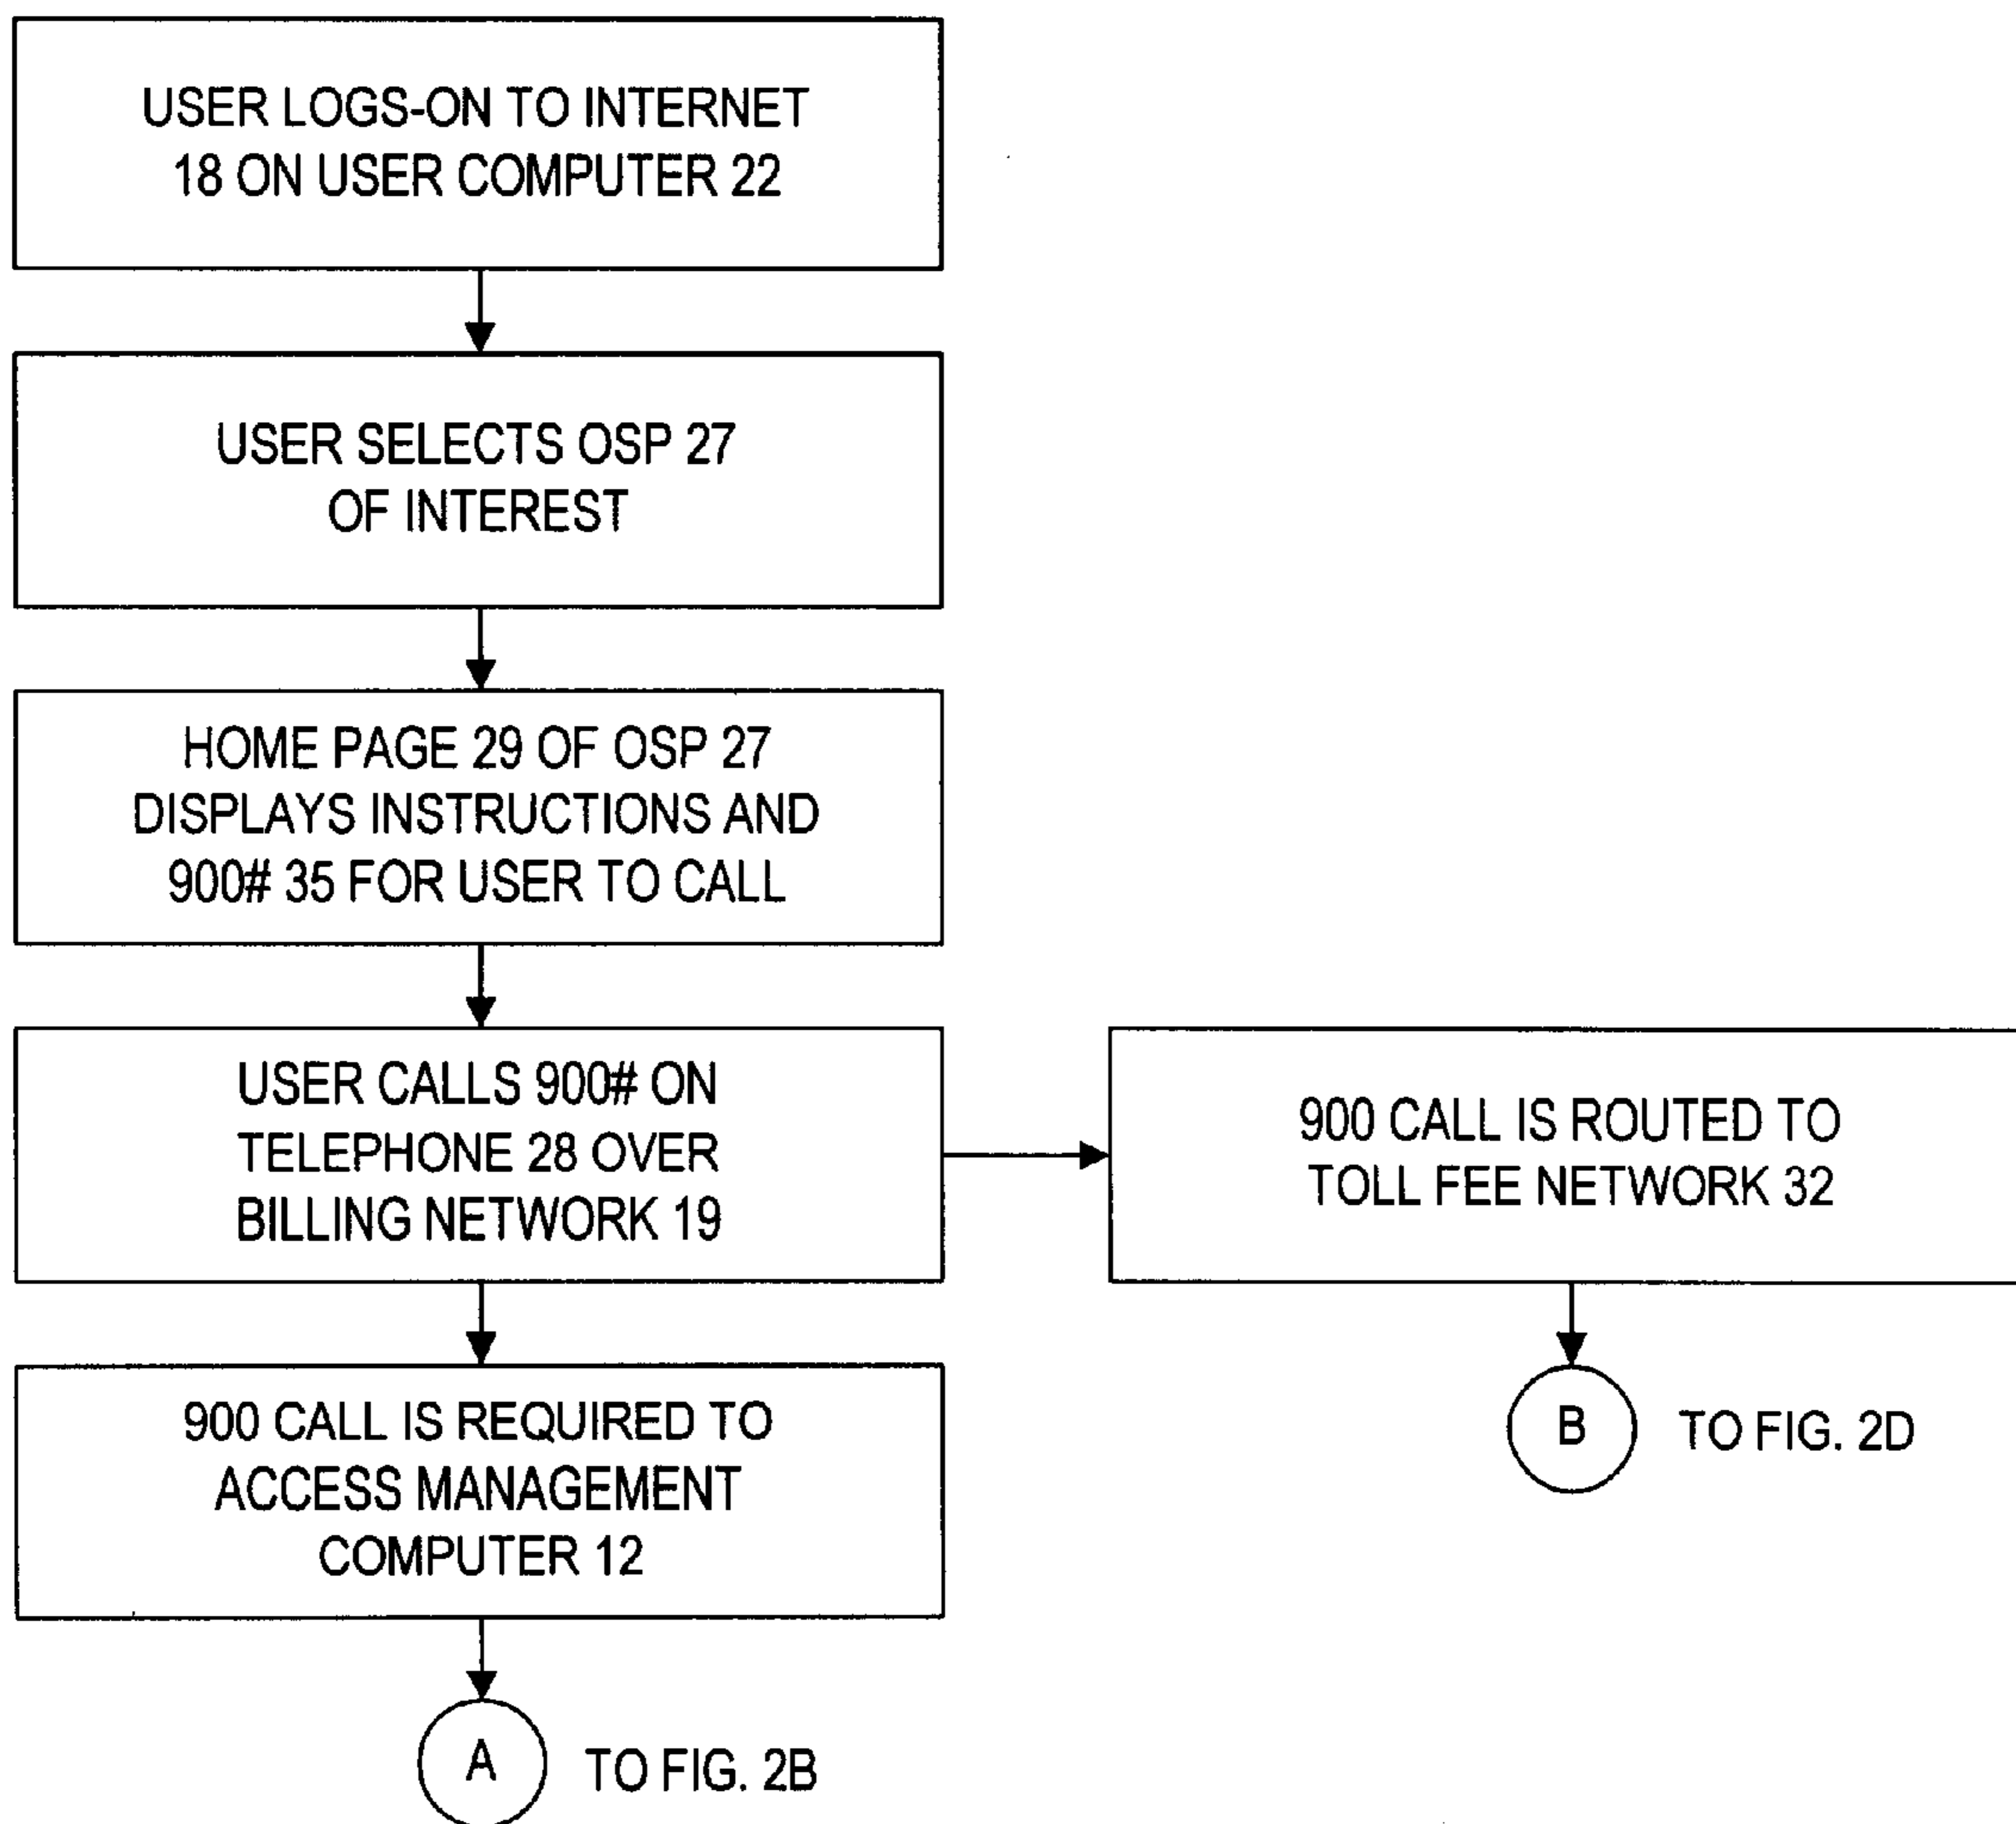 USER LOGS-ON TO INTERNET
18 ON USER COMPUTER 22
USER SELECTS OSP 27
OF INTEREST
HOME PAGE 29 OF OSP 27
DISPLAYS INSTRUCTIONS AND
900# 35 FOR USER TO CALL
USER CALLS 900# ON
TELEPHONE 28 OVER
BILLING NETWORK 19
900 CALL IS ROUTED TO
TOLL FEE NETWORK 32
900 CALL IS REQUIRED TO
ACCESS MANAGEMENT
COMPUTER 12
B TO FIG. 2D
A TO FIG. 2B